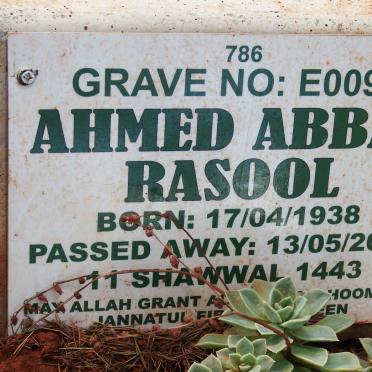 786
GRAVE NO: E009
AHMED ABBA
RASOOL
BORN: 17/04/1938
PASSED AWAY: 13/05/20
11 SHAWWAL 1443
MAY ALLAH GRANT
JANNATUL